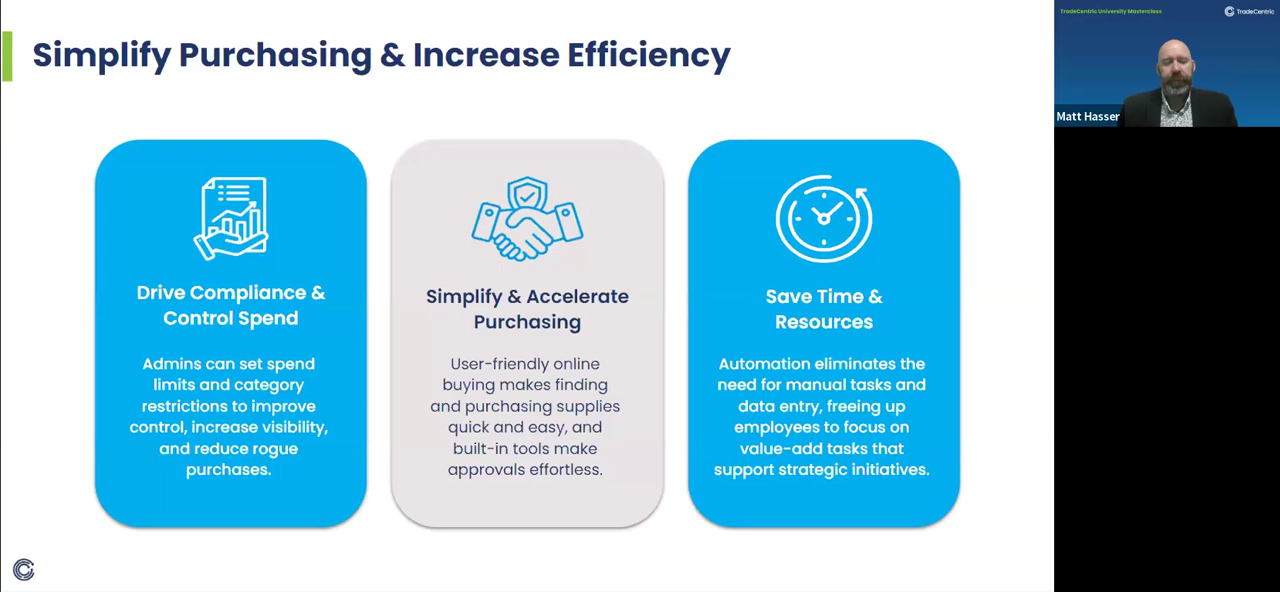 Simplify Purchasing & Increase Efficiency
Drive Compliance &
Control Spend
Admins can set spend
limits and category
restrictions to improve
control, increase visibility,
and reduce rogue
purchases.
Simplify & Accelerate
Purchasing
User-friendly online
buying makes finding
and purchasing supplies
quick and easy, and
built-in tools make
approvals effortless.
Save Time &
Resources
Automation eliminates the
need for manual tasks and
data entry, freeing up
employees to focus on
value-add tasks that
support strategic initiatives.
TradeCentric University Masterclass
TradeCentric
Matt Hasser